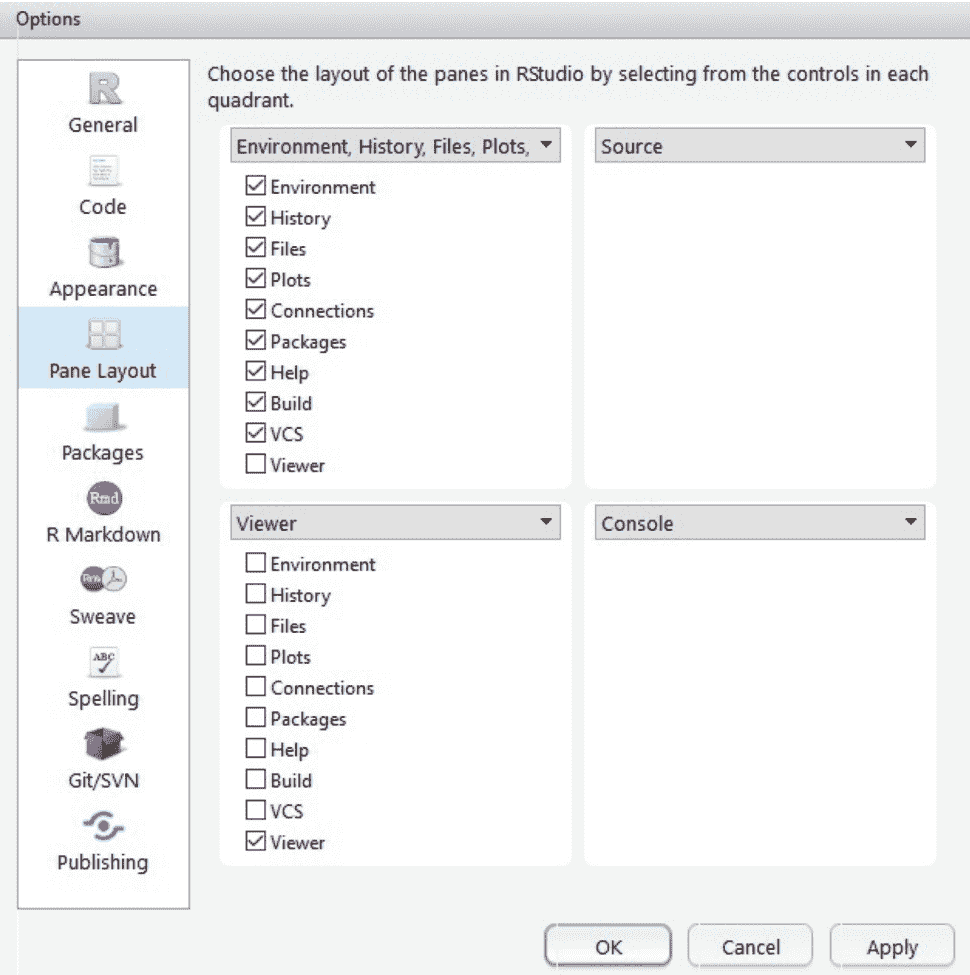 Options
General
Code
Appearance
Pane Layout
Packages
R Markdown
Sweave
Spelling
Git/SVN
Publishing
Choose the layout of the panes in RStudio by selecting from the controls in each
quadrant.
Environment, History, Files, Plots,
Environment
History
Files
Plots
Connections
Packages
Help
Build
VCS
Viewer
Source
Viewer
Environment
History
Files
Plots
Connections
Packages
Help
Build
VCS
Viewer
Console
OK
Cancel
Apply
R
Rmd
ABC